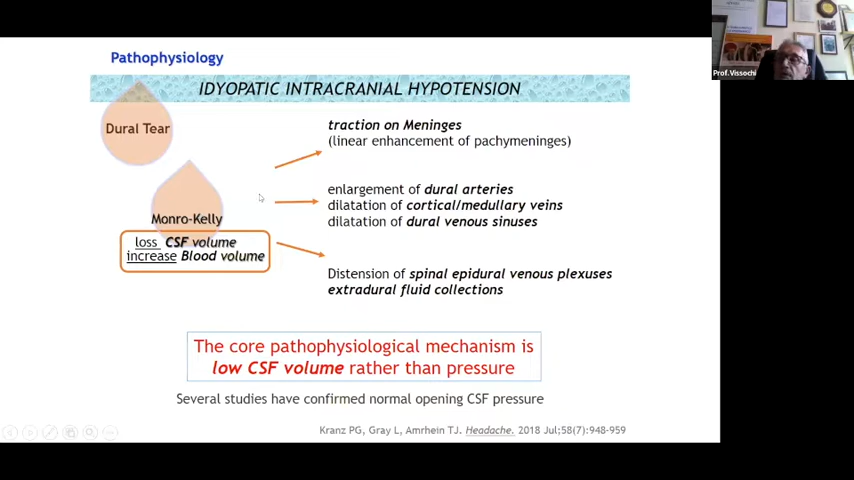 Pathophysiology
IDYOPATIC INTRACRANIAL HYPOTENSION
Dural Tear
traction on Meninges
(linear enhancement of pachymeninges)
enlargement of dural arteries
dilatation of cortical/medullary veins
dilatation of dural venous sinuses
Monro-Kelly
loss CSF volume
increase Blood volume
Distension of spinal epidural venous plexuses
extradural fluid collections
The core pathophysiological mechanism is
low CSF volume rather than pressure
Several studies have confirmed normal opening CSF pressure
Kranz PG, Gray L, Amrhein TJ. Headache. 2018 Jul;58(7):948-959
Prof.Vissochi